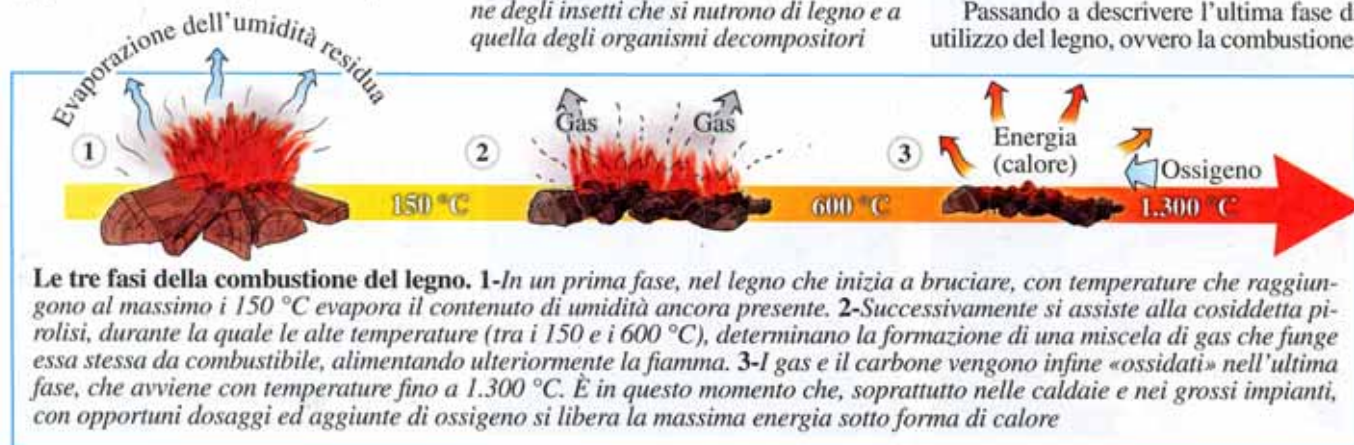 ne degli insetti che si nutrono di legno e a
quella degli organismi decompositori
Passando a descrivere l'ultima fase d
utilizzo del legno, ovvero la combustione
Evaporazione dell'umidità residua
1
150 °C
2
Gas
Gas
600 °C
3
Energia
(calore)
Ossigeno
1.300 °C
Le tre fasi della combustione del legno. 1-In un prima fase, nel legno che inizia a bruciare, con temperature che raggiun-
gono al massimo i 150 °C evapora il contenuto di umidità ancora presente. 2-Successivamente si assiste alla cosiddetta pi-
rolisi, durante la quale le alte temperature (tra i 150 e i 600 °C), determinano la formazione di una miscela di gas che funge
essa stessa da combustibile, alimentando ulteriormente la fiamma. 3-I gas e il carbone vengono infine «ossidati» nell'ultima
fase, che avviene con temperature fino a 1.300 °C. È in questo momento che, soprattutto nelle caldaie e nei grossi impianti,
con opportuni dosaggi ed aggiunte di ossigeno si libera la massima energia sotto forma di calore